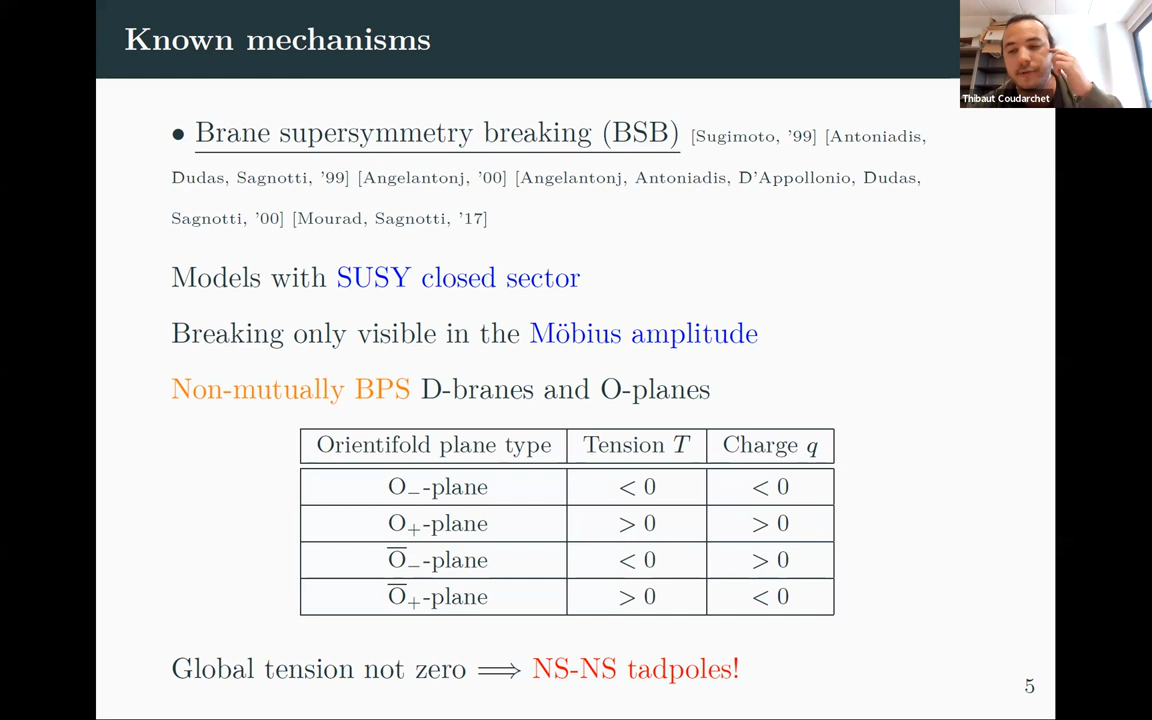 Known mechanisms
Thibaut Coudarchet
• Brane supersymmetry breaking (BSB) [Sugimoto, '99] [Antoniadis,
Dudas, Sagnotti, '99] [Angelantonj, '00] [Angelantonj, Antoniadis, D'Appollonio, Dudas,
Sagnotti, '00] [Mourad, Sagnotti, '17]
Models with SUSY closed sector
Breaking only visible in the Möbius amplitude
Non-mutually BPS D-branes and O-planes
Orientifold plane type Tension T Charge q
O₋-plane < 0 < 0
O₊-plane > 0 > 0
O̅₋-plane < 0 > 0
O̅₊-plane > 0 < 0
Global tension not zero ⟹ NS-NS tadpoles!
5